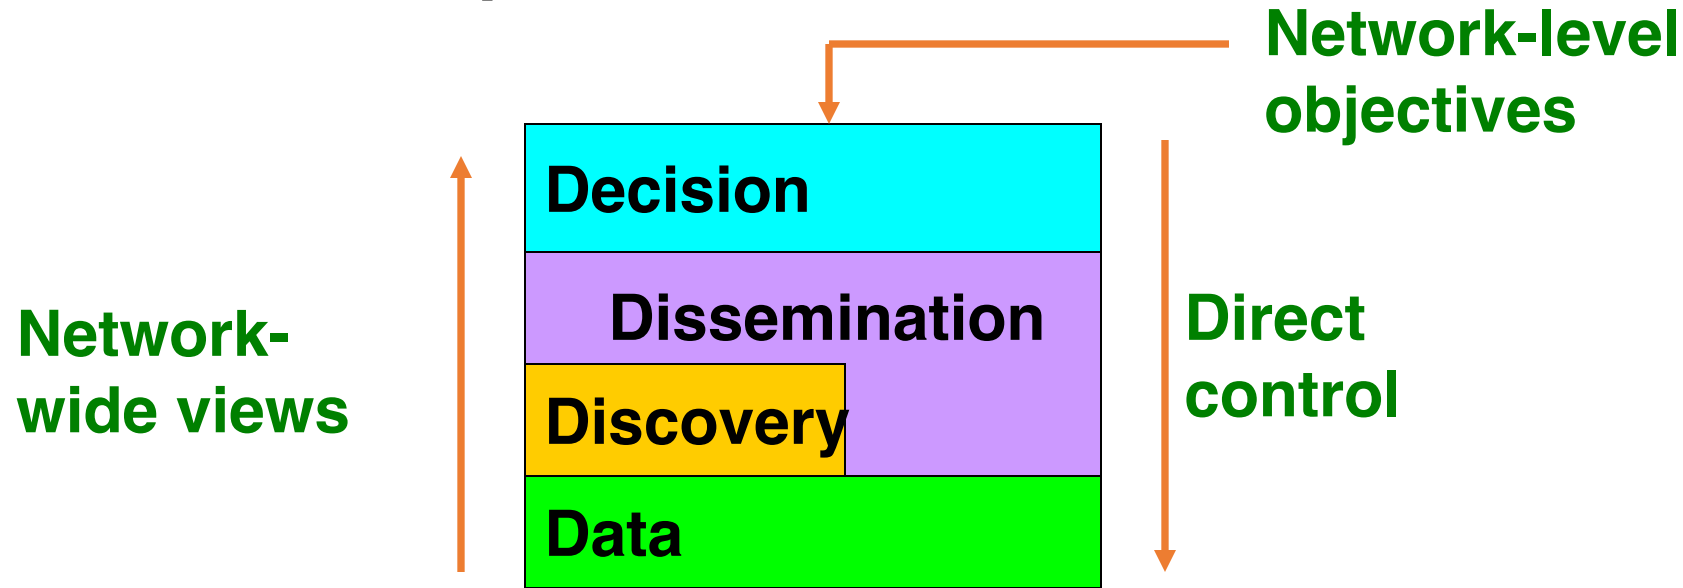 Network-level
objectives
Decision
Dissemination
Network-
wide views
Direct
control
Discovery
Data